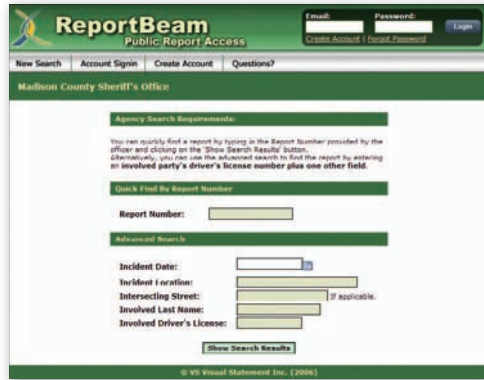 ReportBeam
Public Report Access
Email: Password:
Login
Create Account | Forgot Password
New Search Account Signin Create Account Questions?
Madison County Sheriff's Office
Agency Search Requirements:
You can quickly find a report by typing in the Report Number provided by the
officer and clicking on the 'Show Search Results' button.
Alternatively, you can use the advanced search to find the report by entering
an involved party's driver's license number plus one other field.
Quick Find By Report Number
Report Number:
Advanced Search
Incident Date:
Incident Location:
Intersecting Street: If applicable.
Involved Last Name:
Involved Driver's License:
Show Search Results
© VS Visual Statement Inc. (2006)